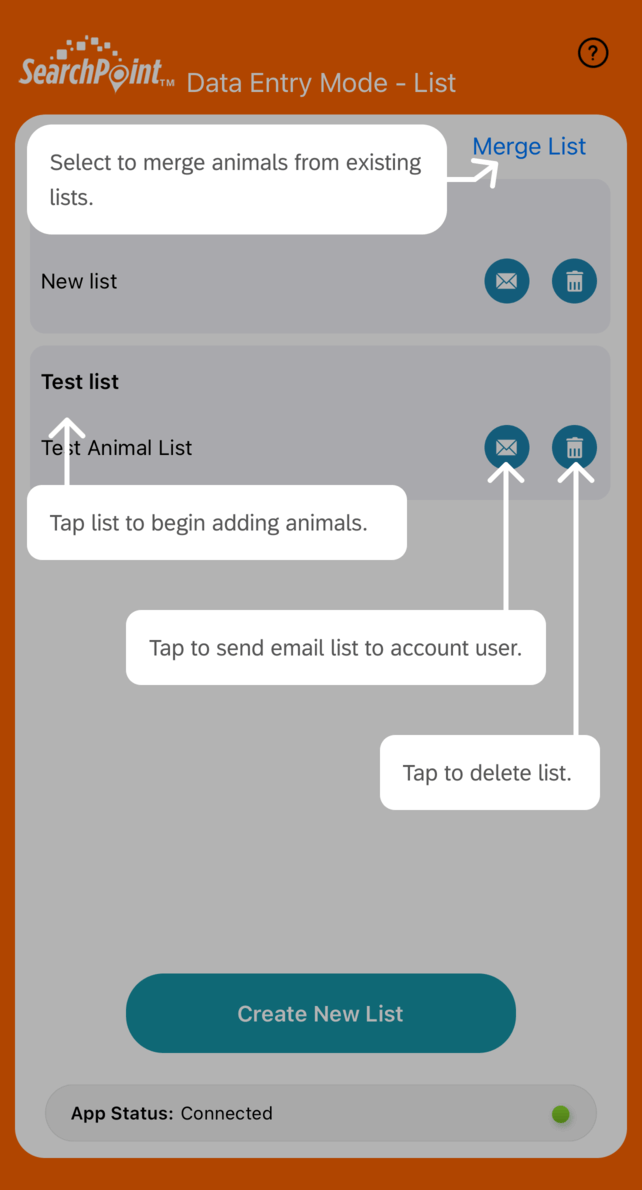 SearchPoint™ Data Entry Mode - List
?
Merge List
Select to merge animals from existing
lists.
New list
Test list
Test Animal List
Tap list to begin adding animals.
Tap to send email list to account user.
Tap to delete list.
Create New List
App Status: Connected